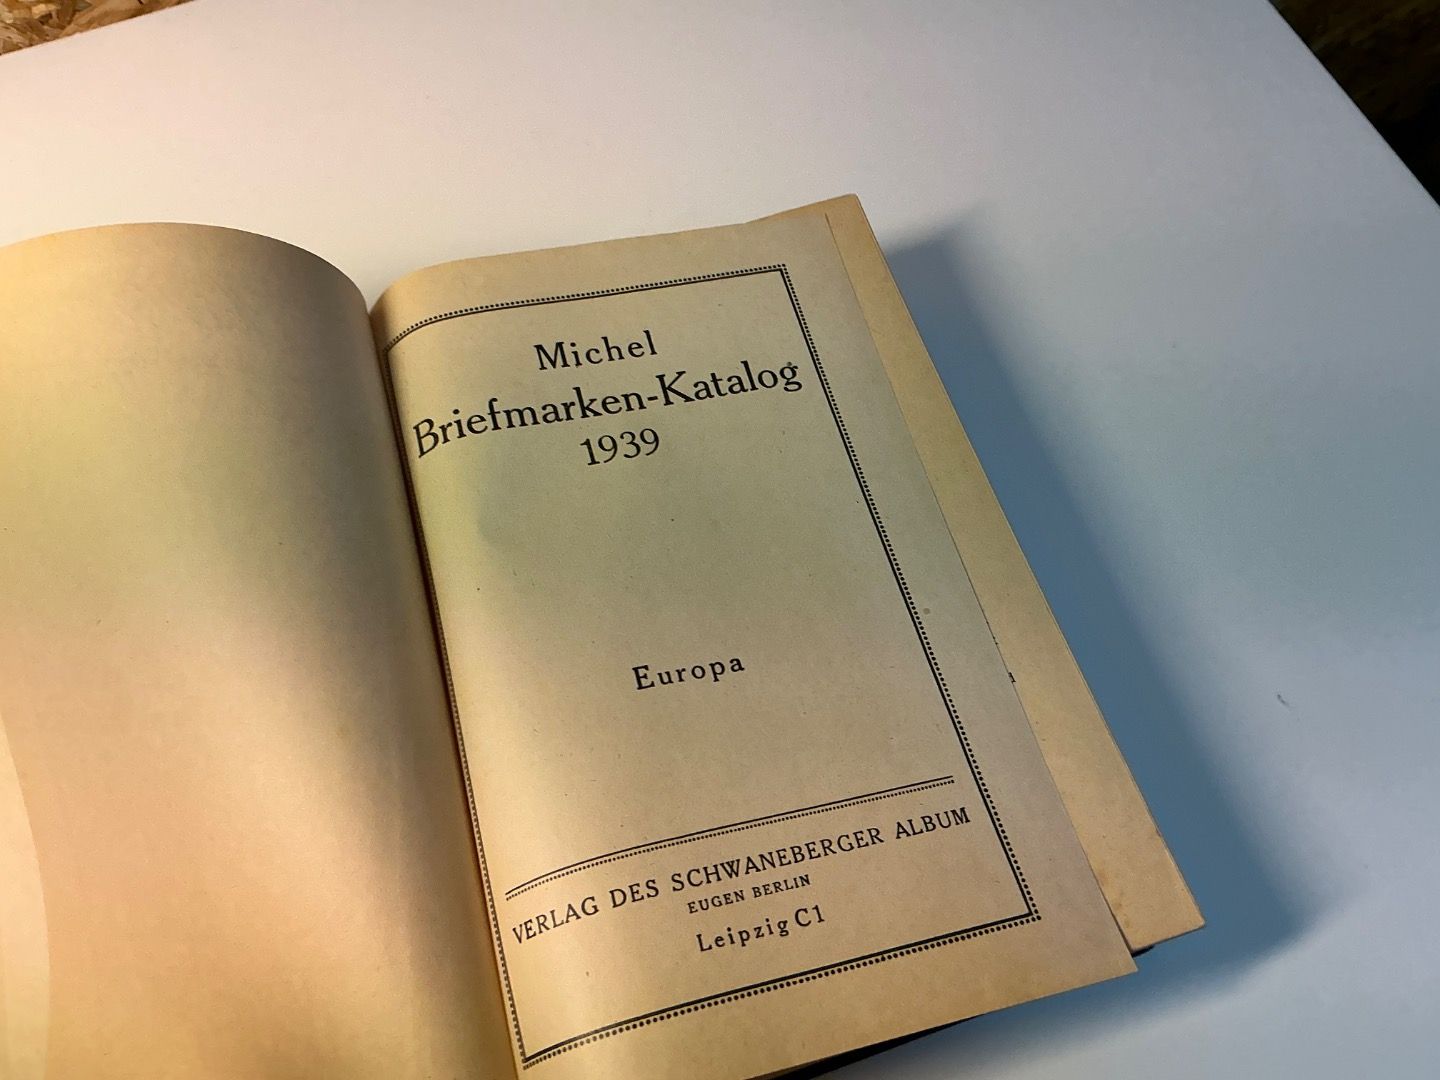 Michel
Briefmarken-Katalog
1939
Europa
VERLAG DES SCHWANEBERGER ALBUM
EUGEN BERLIN
Leipzig C1